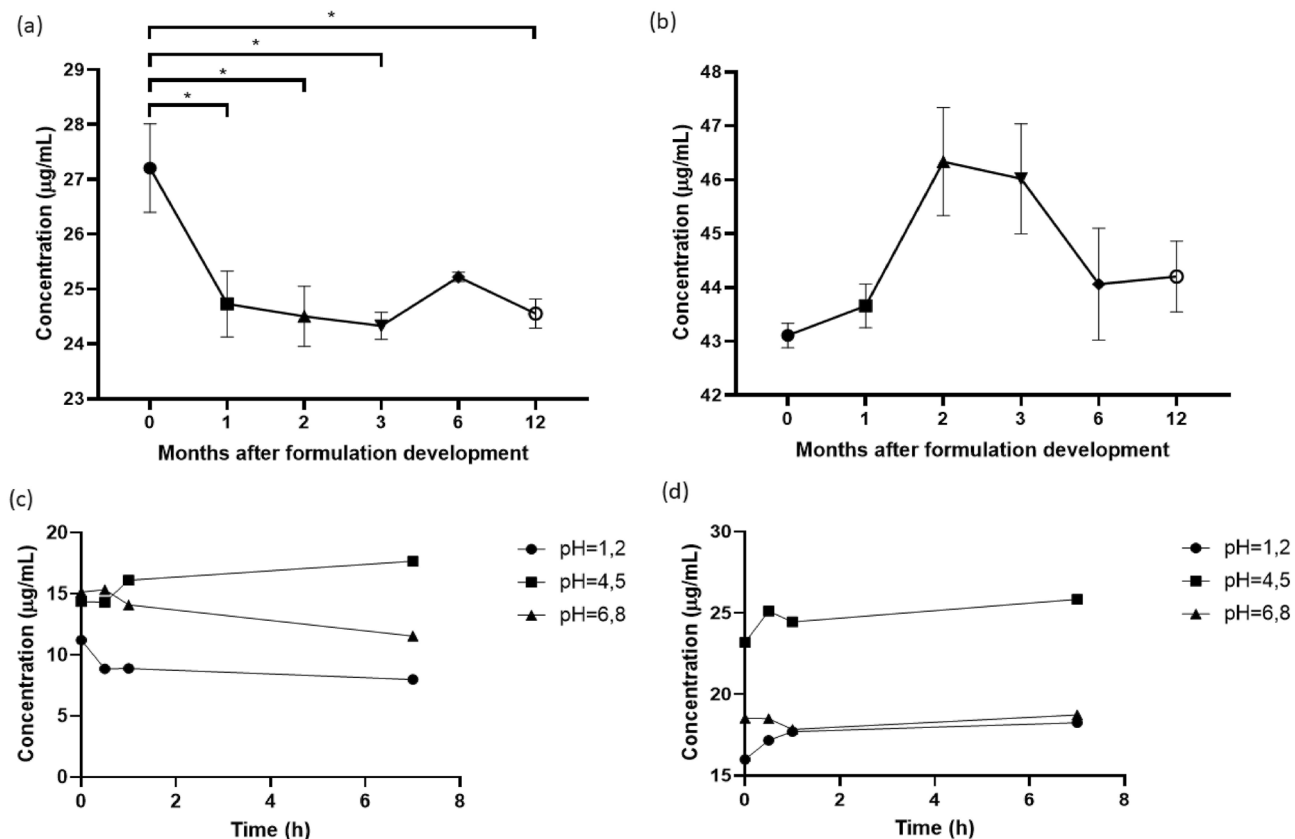 (a)
*
*
*
*
29
28
27
26
25
24
23
Concentration (µg/mL)
0 1 2 3 6 12
Months after formulation development
(b)
48
47
46
45
44
43
42
Concentration (µg/mL)
0 1 2 3 6 12
Months after formulation development
(c)
20
15
10
5
0
Concentration (µg/mL)
0 2 4 6 8
Time (h)
pH=1,2
pH=4,5
pH=6,8
(d)
30
25
20
15
Concentration (µg/mL)
0 2 4 6 8
Time (h)
pH=1,2
pH=4,5
pH=6,8